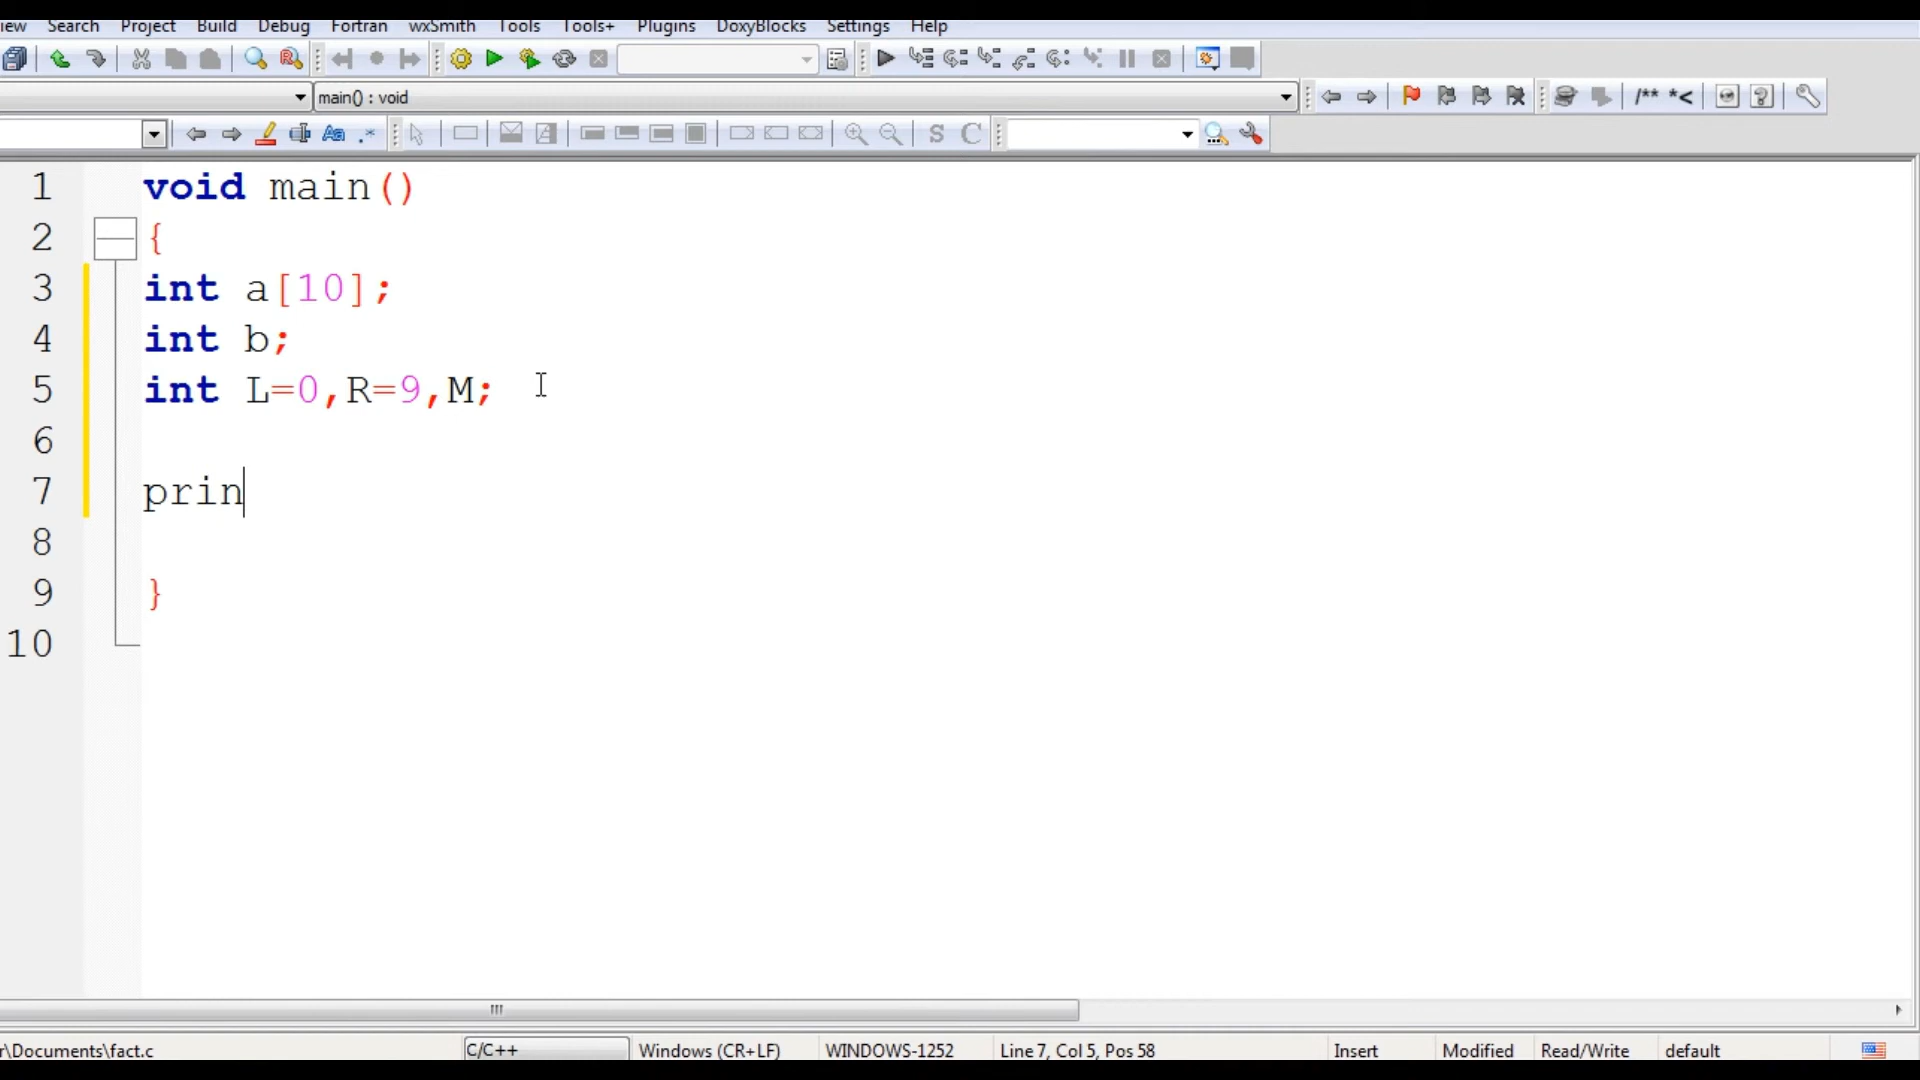 iew Search Project Build Debug Fortran wxSmith Tools Tools+ Plugins DoxyBlocks Settings Help
main() : void /** *<
Aa .* S C
1 void main()
2 {
3 int a[10];
4 int b;
5 int L=0,R=9,M;
6
7 prin
8
9 }
10
r\Documents\fact.c C/C++ Windows (CR+LF) WINDOWS-1252 Line 7, Col 5, Pos 58 Insert Modified Read/Write default